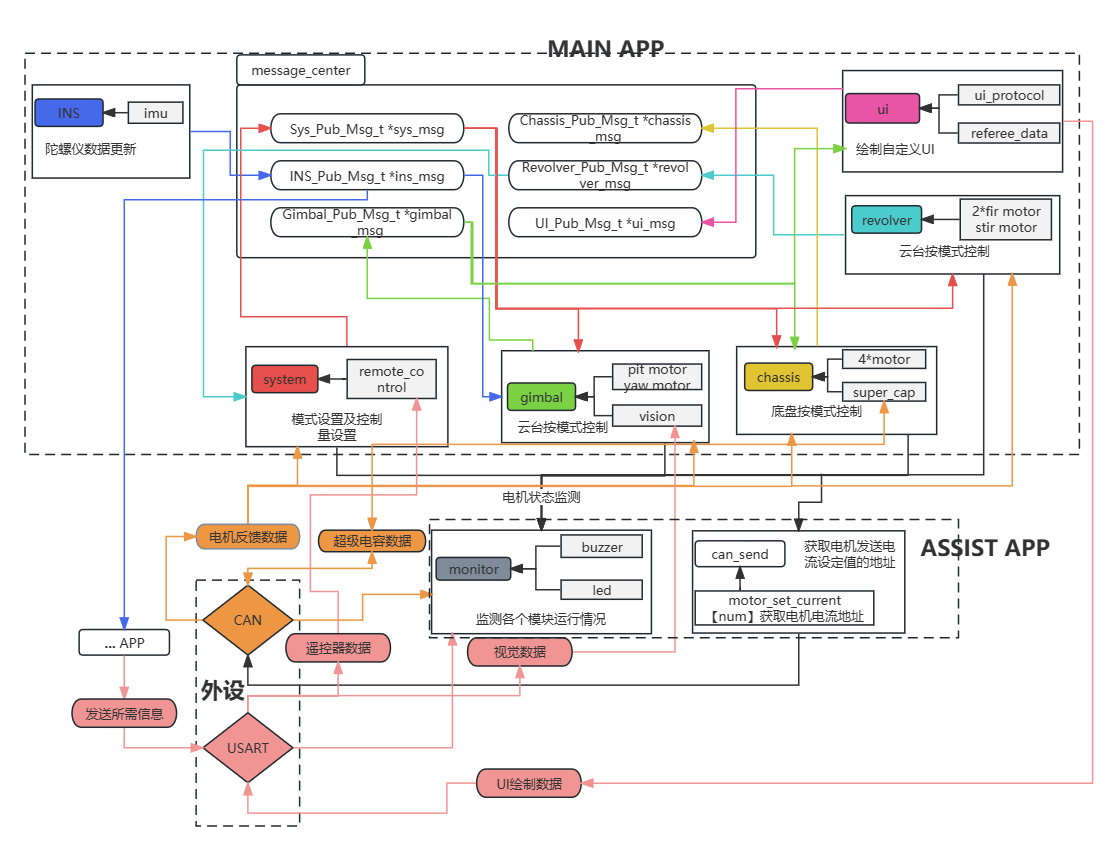 MAIN APP
message_center
INS
imu
陀螺仪数据更新
Sys_Pub_Msg_t *sys_msg
Chassis_Pub_Msg_t *chassis
_msg
INS_Pub_Msg_t *ins_msg
Revolver_Pub_Msg_t *revol
ver_msg
Gimbal_Pub_Msg_t *gimbal
_msg
UI_Pub_Msg_t *ui_msg
ui
ui_protocol
referee_data
绘制自定义UI
revolver
2*fir motor
stir motor
云台按模式控制
system
remote_co
ntrol
模式设置及控制
量设置
gimbal
pit motor
yaw motor
vision
云台按模式控制
chassis
4*motor
super_cap
底盘按模式控制
电机状态监测
电机反馈数据
超级电容数据
ASSIST APP
monitor
buzzer
led
监测各个模块运行情况
can_send
获取电机发送电
流设定值的地址
motor_set_current
【num】获取电机电流地址
CAN
... APP
遥控器数据
视觉数据
外设
发送所需信息
USART
UI绘制数据